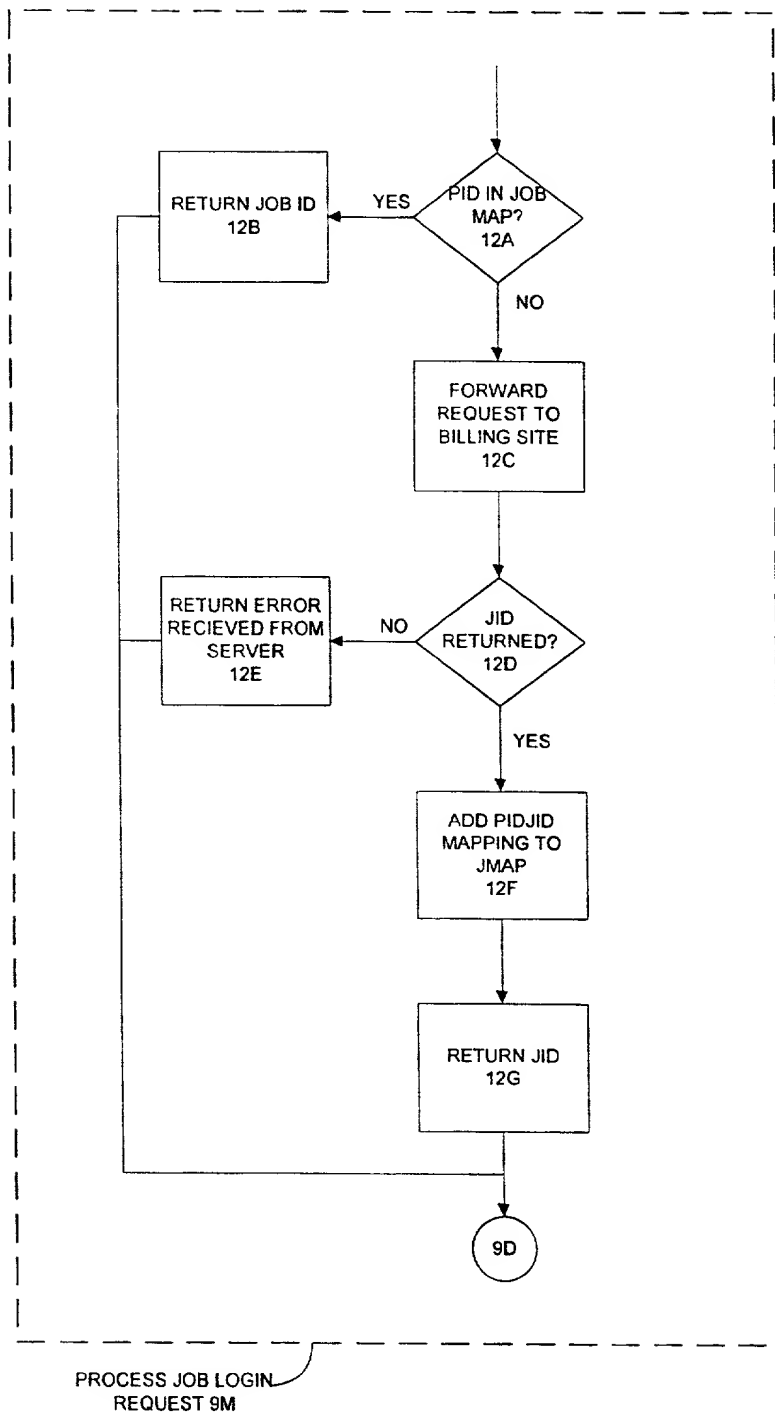 PID IN JOB
MAP?
12A
YES
RETURN JOB ID
12B
NO
FORWARD
REQUEST TO
BILLING SITE
12C
JID
RETURNED?
12D
NO
RETURN ERROR
RECIEVED FROM
SERVER
12E
YES
ADD PIDJID
MAPPING TO
JMAP
12F
RETURN JID
12G
9D
PROCESS JOB LOGIN
REQUEST 9M